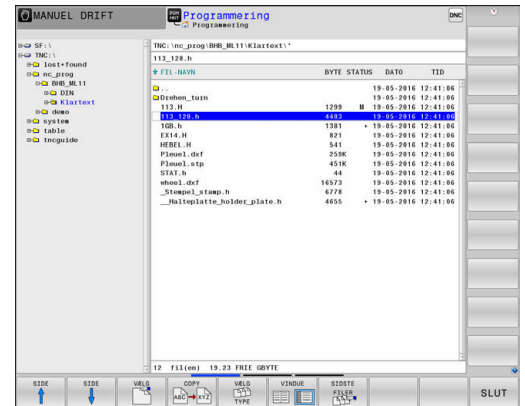 MANUEL DRIFT
Programmering
DNC
Programmering
SF:\
TNC:\
lost+found
nc_prog
BHB_ML11
DIN
Klartext
demo
system
table
tncguide
TNC:\nc_prog\BHB_ML11\Klartext\*
113_128.h
FIL-NAVN BYTE STATUS DATO TID
.. 19-05-2016 12:41:06
Drehen_turn 19-05-2016 12:41:06
113.H 1299 M 19-05-2016 12:41:06
113_128.h 4483 19-05-2016 12:41:06
1GB.h 1381 + 19-05-2016 12:41:06
EX14.H 821 19-05-2016 12:41:06
HEBEL.H 541 19-05-2016 12:41:06
Pleuel.dxf 259K 19-05-2016 12:41:06
Pleuel.stp 451K 19-05-2016 12:41:06
STAT.h 44 19-05-2016 12:41:06
wheel.dxf 16573 19-05-2016 12:41:06
_Stempel_stamp.h 6778 19-05-2016 12:41:06
__Halteplatte_holder_plate.h 4655 + 19-05-2016 12:41:06
12 fil(en) 19.23 FRIE GBYTE
SIDE
SIDE
VÆLG
COPY
ABC→XYZ
VÆLG
TYPE
VINDUE
SIDSTE
FILER
SLUT